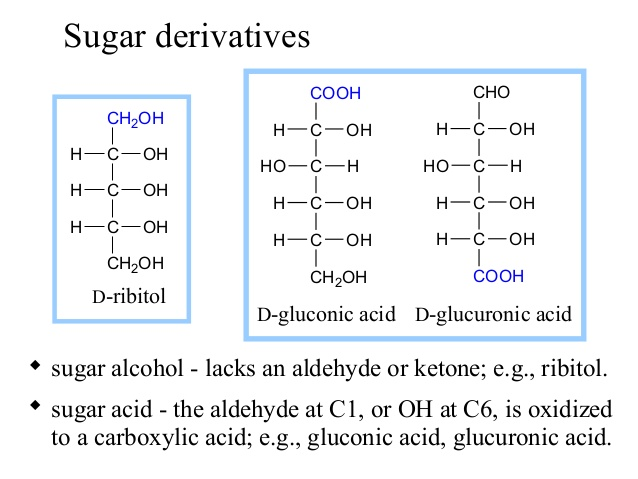 Sugar derivatives
CH2OH
H—C—OH
H—C—OH
H—C—OH
CH2OH
D-ribitol
COOH
H—C—OH
HO—C—H
H—C—OH
H—C—OH
CH2OH
D-gluconic acid
CHO
H—C—OH
HO—C—H
H—C—OH
H—C—OH
COOH
D-glucuronic acid
◆ sugar alcohol - lacks an aldehyde or ketone; e.g., ribitol.
◆ sugar acid - the aldehyde at C1, or OH at C6, is oxidized
to a carboxylic acid; e.g., gluconic acid, glucuronic acid.